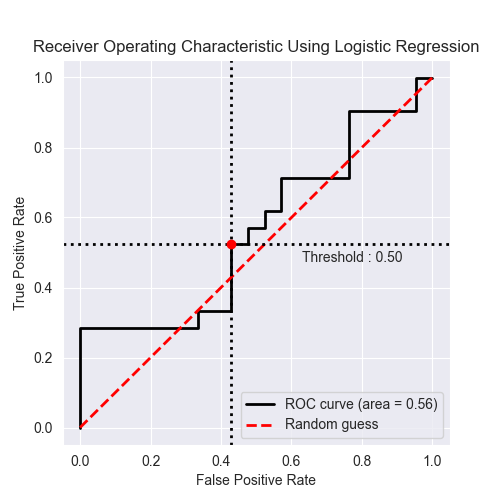 Receiver Operating Characteristic Using Logistic Regression
True Positive Rate
1.0
0.8
0.6
0.4
0.2
0.0
Threshold : 0.50
ROC curve (area = 0.56)
Random guess
0.0 0.2 0.4 0.6 0.8 1.0
False Positive Rate